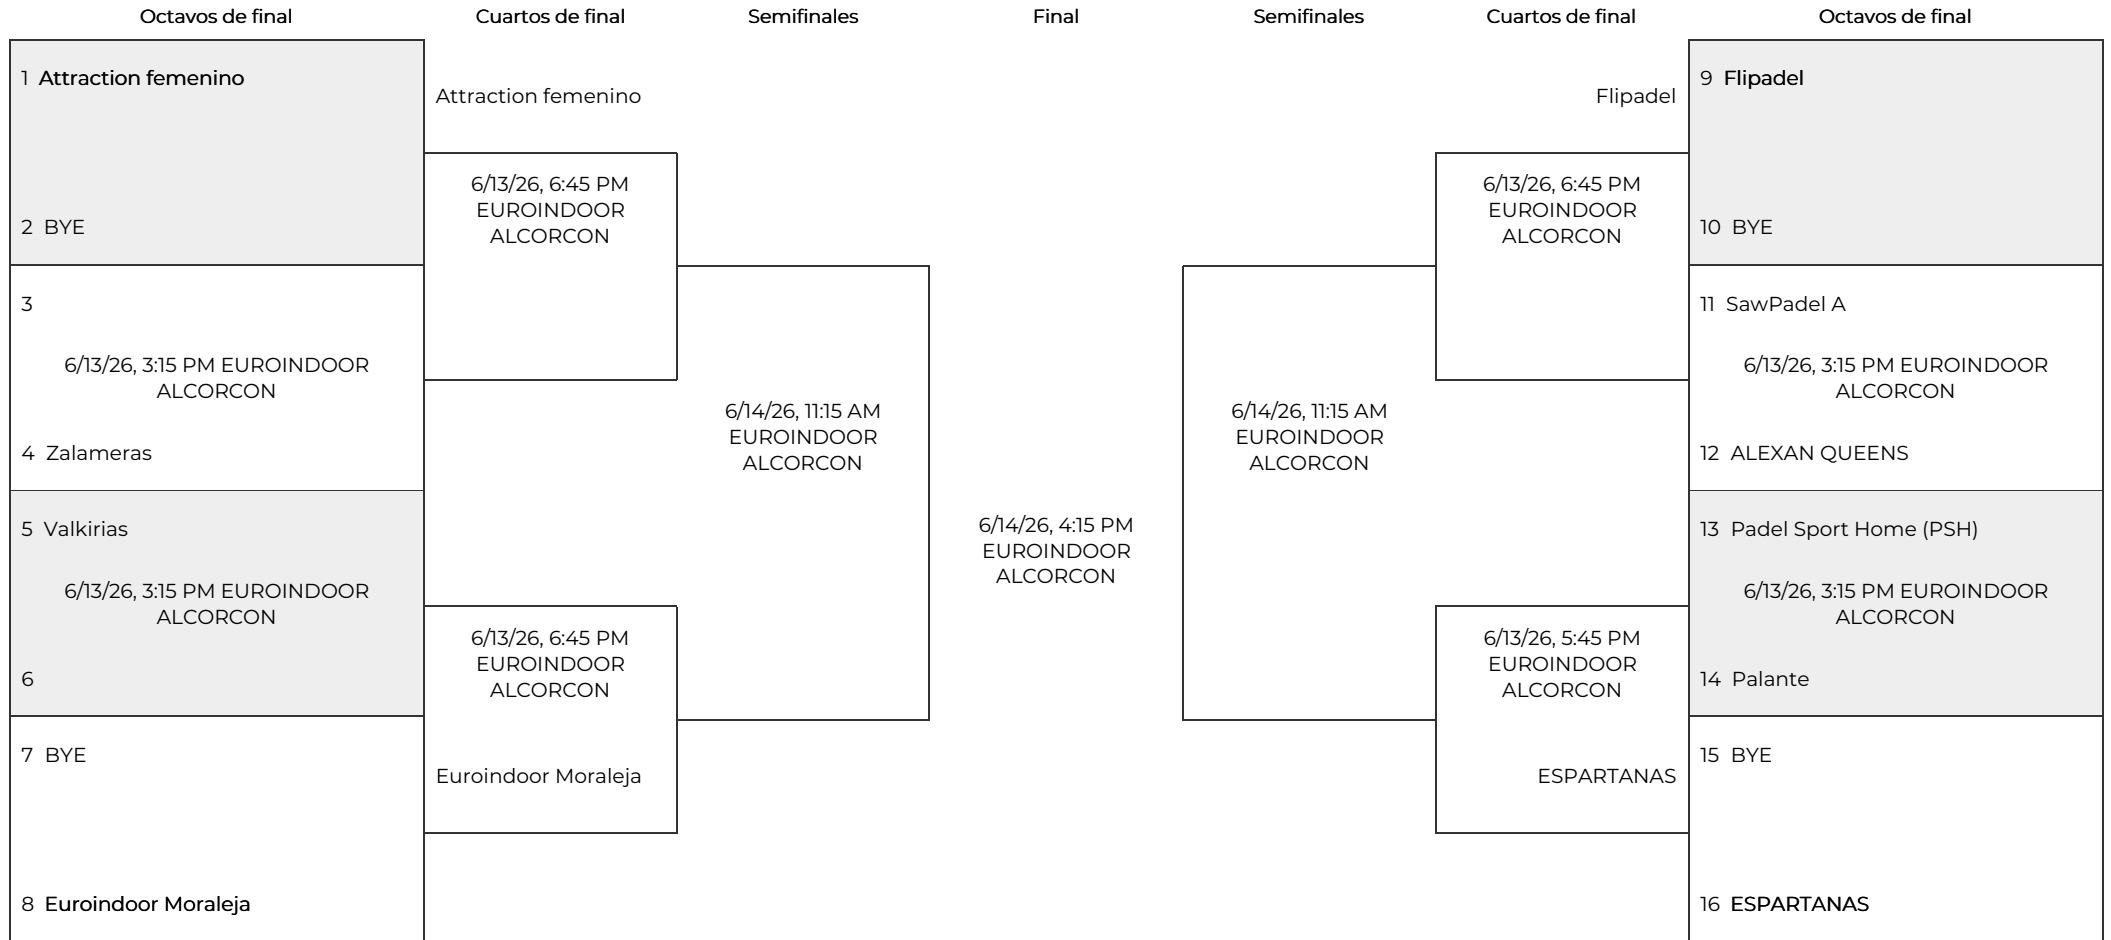 Octavos de final
Cuartos de final
Semifinales
Final
Semifinales
Cuartos de final
Octavos de final
1 Attraction femenino
2 BYE
3
6/13/26, 3:15 PM EUROINDOOR
ALCORCON
4 Zalameras
5 Valkirias
6/13/26, 3:15 PM EUROINDOOR
ALCORCON
6
7 BYE
8 Euroindoor Moraleja
Attraction femenino
6/13/26, 6:45 PM
EUROINDOOR
ALCORCON
6/13/26, 6:45 PM
EUROINDOOR
ALCORCON
Euroindoor Moraleja
6/14/26, 11:15 AM
EUROINDOOR
ALCORCON
6/14/26, 4:15 PM
EUROINDOOR
ALCORCON
6/14/26, 11:15 AM
EUROINDOOR
ALCORCON
Flipadel
6/13/26, 6:45 PM
EUROINDOOR
ALCORCON
6/13/26, 5:45 PM
EUROINDOOR
ALCORCON
ESPARTANAS
9 Flipadel
10 BYE
11 SawPadel A
6/13/26, 3:15 PM EUROINDOOR
ALCORCON
12 ALEXAN QUEENS
13 Padel Sport Home (PSH)
6/13/26, 3:15 PM EUROINDOOR
ALCORCON
14 Palante
15 BYE
16 ESPARTANAS